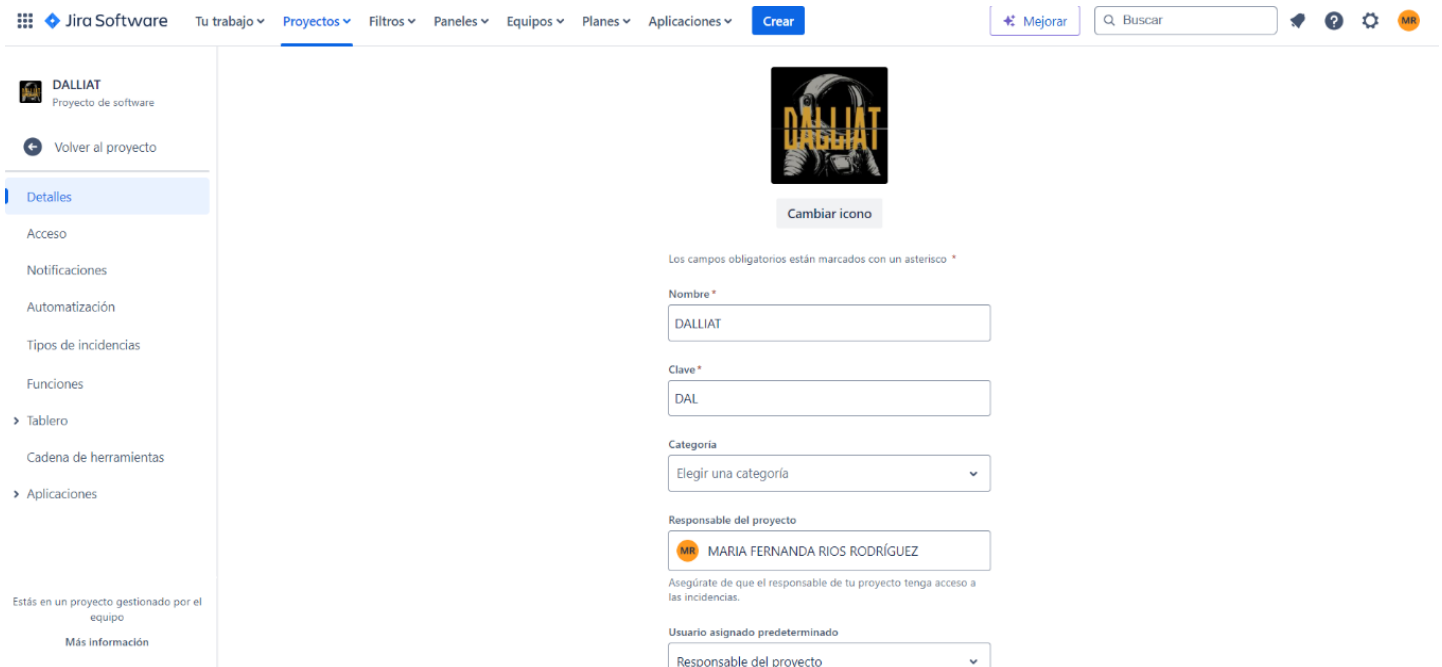 Jira Software Tu trabajo Proyectos Filtros Paneles Equipos Planes Aplicaciones Crear Mejorar Buscar MR
DALLIAT
Proyecto de software
Volver al proyecto
Detalles
Acceso
Notificaciones
Automatización
Tipos de incidencias
Funciones
Tablero
Cadena de herramientas
Aplicaciones
Estás en un proyecto gestionado por el
equipo
Más información
DALLIAT
Cambiar icono
Los campos obligatorios están marcados con un asterisco *
Nombre *
DALLIAT
Clave *
DAL
Categoría
Elegir una categoría
Responsable del proyecto
MR MARIA FERNANDA RIOS RODRÍGUEZ
Asegúrate de que el responsable de tu proyecto tenga acceso a
las incidencias.
Usuario asignado predeterminado
Responsable del proyecto